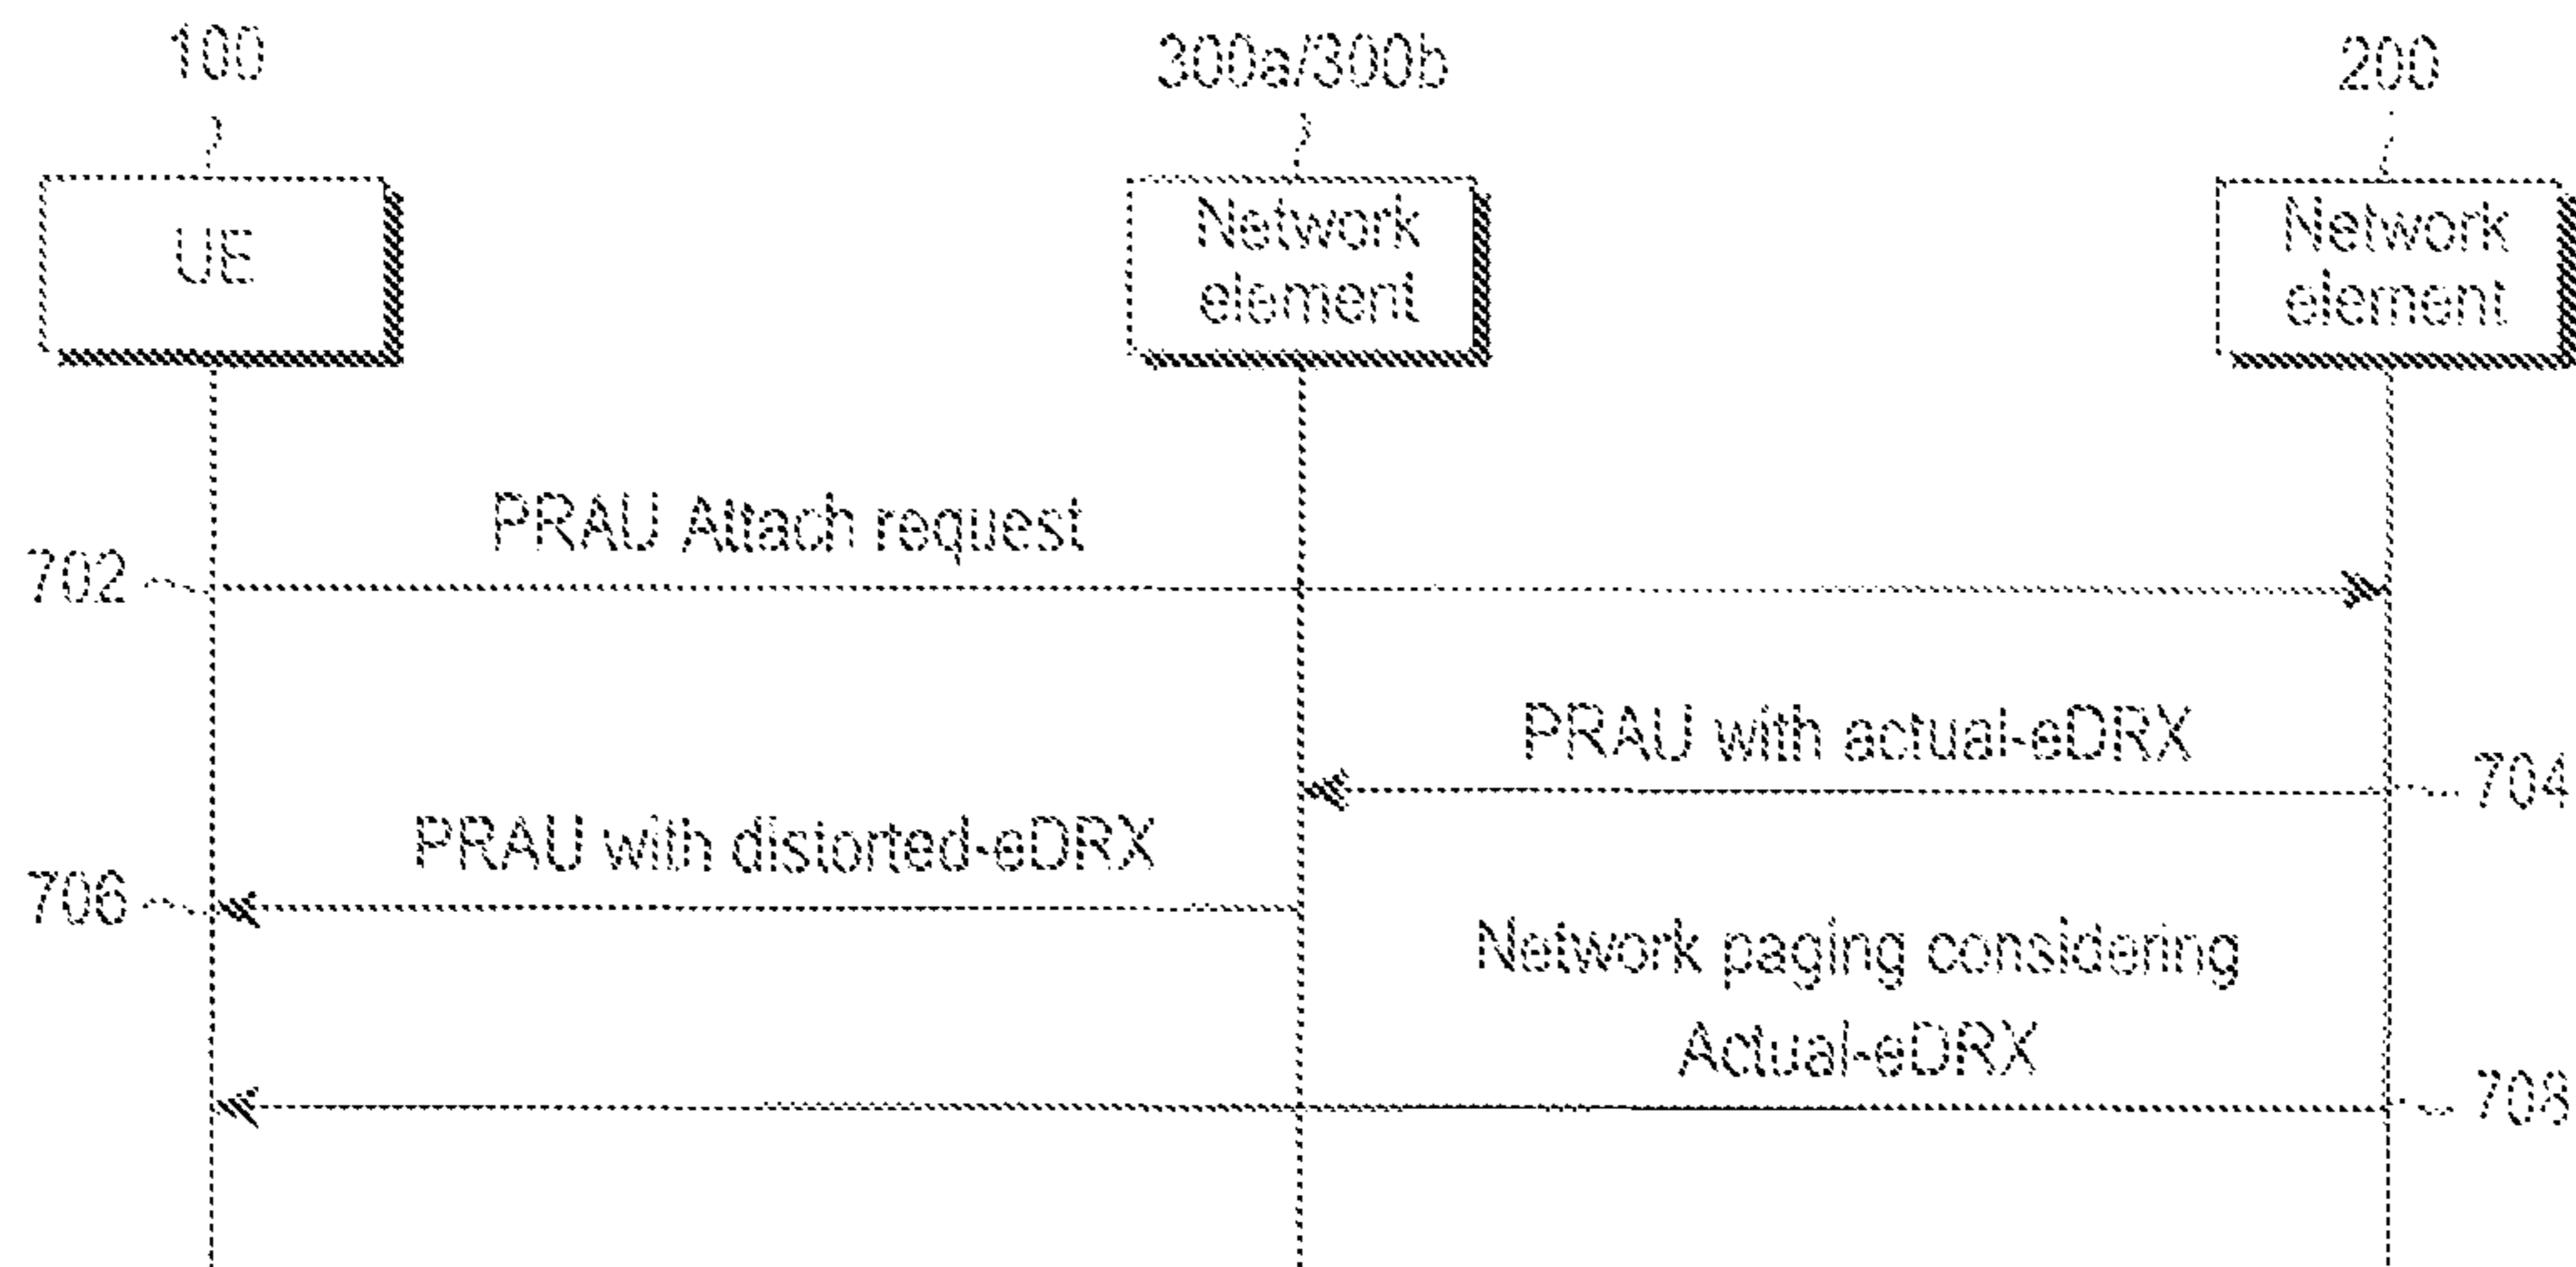 100
300a/300b
200
UE
Network
element
Network
element
PRAU Attach request
702
PRAU with actual-eDRX
704
PRAU with distorted-eDRX
706
Network paging considering
Actual-eDRX
708